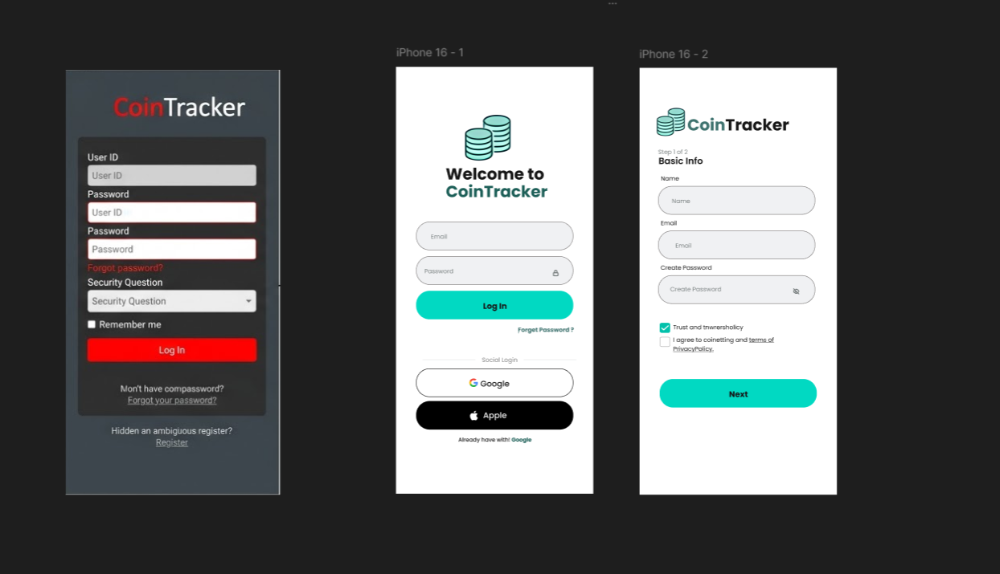 CoinTracker
User ID
User ID
Password
User ID
Password
Password
Forgot password?
Security Question
Security Question
Remember me
Log In
Mon't have compassword?
Forgot your password?
Hidden an ambiguous register?
Register
iPhone 16 - 1
Welcome to
CoinTracker
Email
Password
Log In
Forget Password ?
Social Login
Google
Apple
Already have with! Google
iPhone 16 - 2
CoinTracker
Step 1 of 2
Basic Info
Name
Name
Email
Email
Create Password
Create Password
Trust and tnwrersholicy
I agree to coinetting and terms of
PrivacyPolicy.
Next